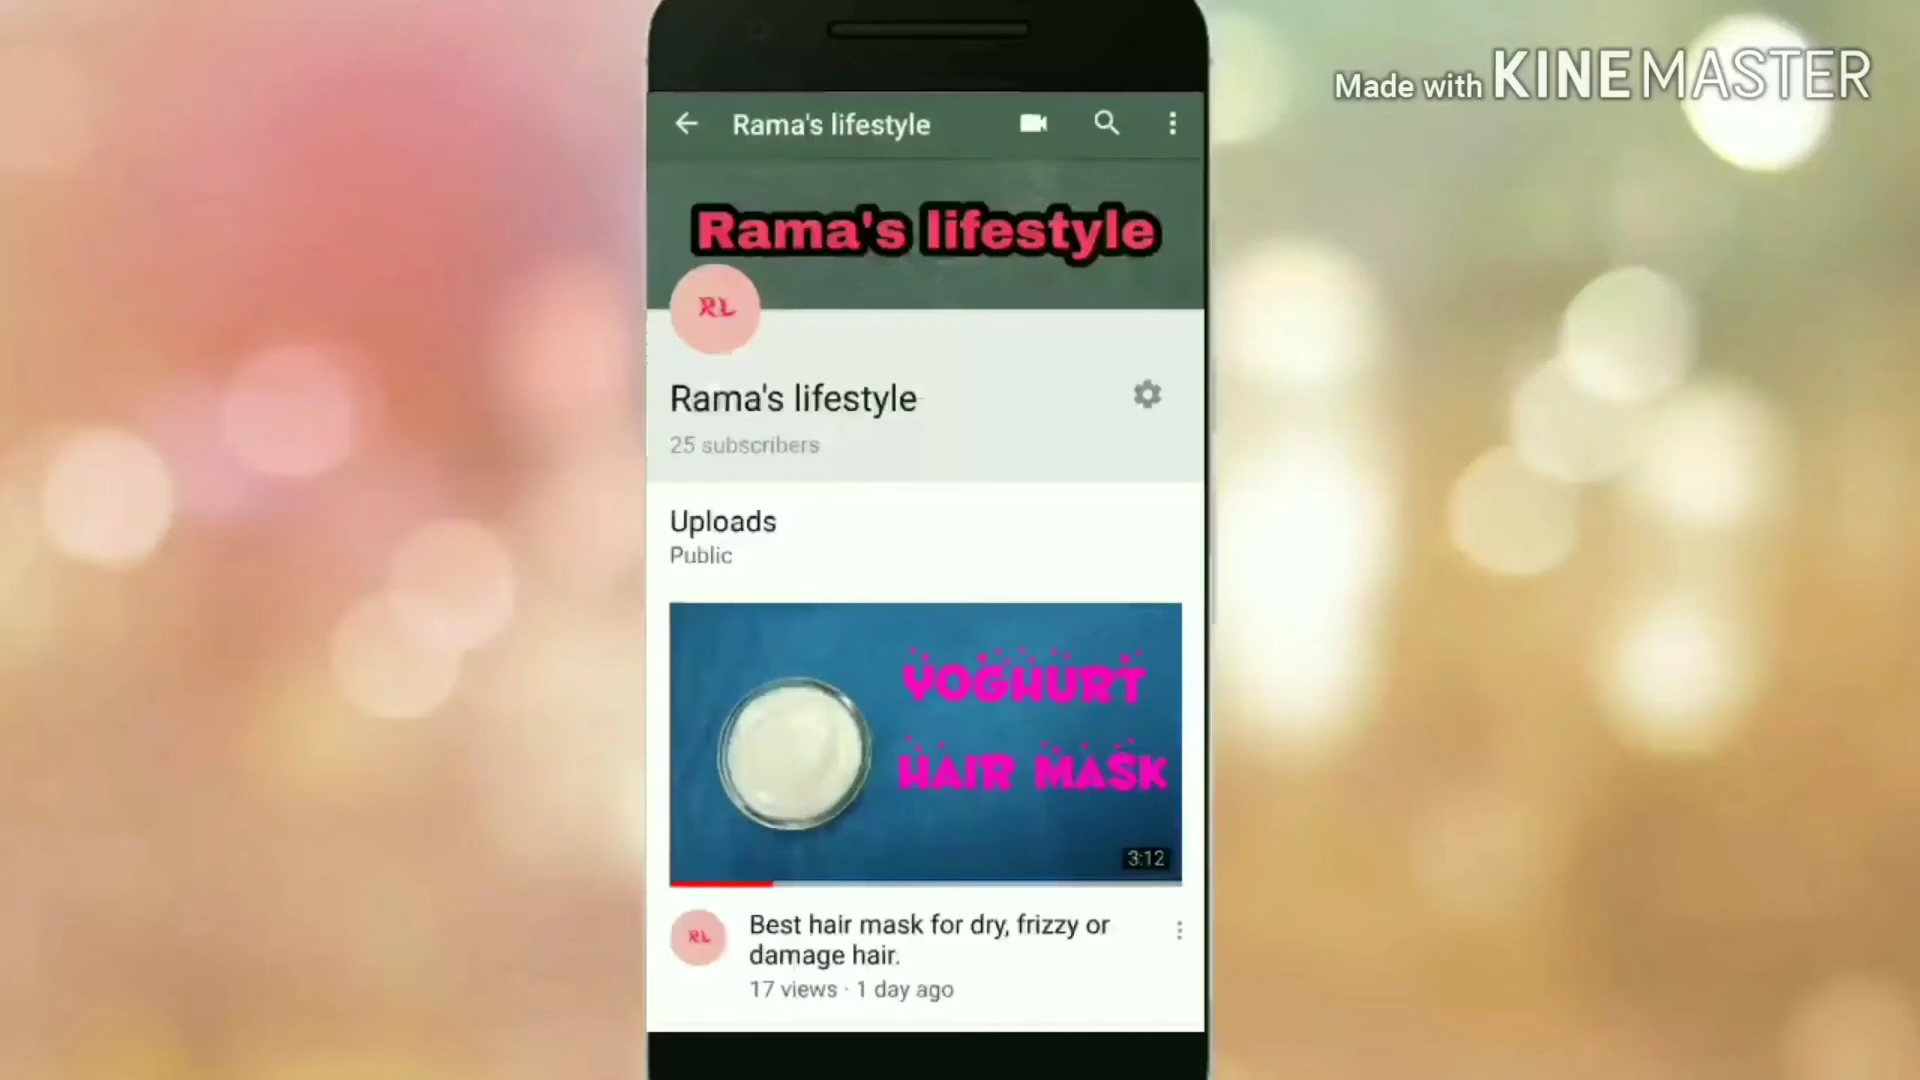 Made with KINEMASTER
Rama's lifestyle
Rama's lifestyle
RL
Rama's lifestyle
25 subscribers
Uploads
Public
YOGHURT
HAIR MASK
3:12
RL
Best hair mask for dry, frizzy or
damage hair.
17 views · 1 day ago